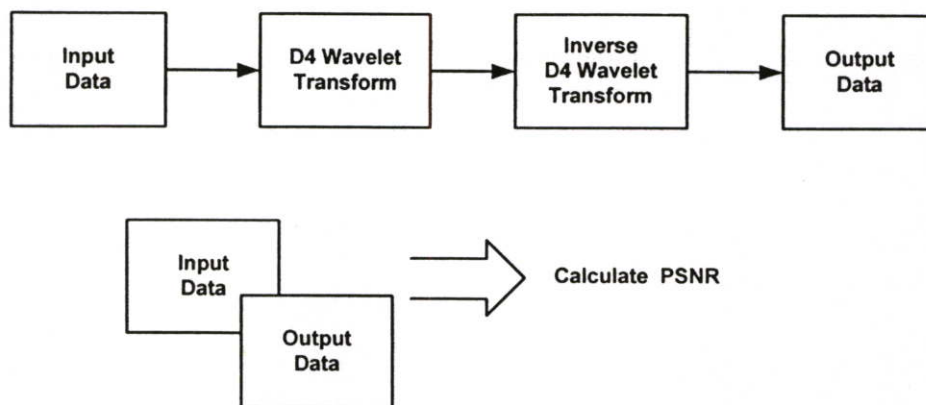 Input
Data
D4 Wavelet
Transform
Inverse
D4 Wavelet
Transform
Output
Data
Input
Data
Output
Data
Calculate PSNR